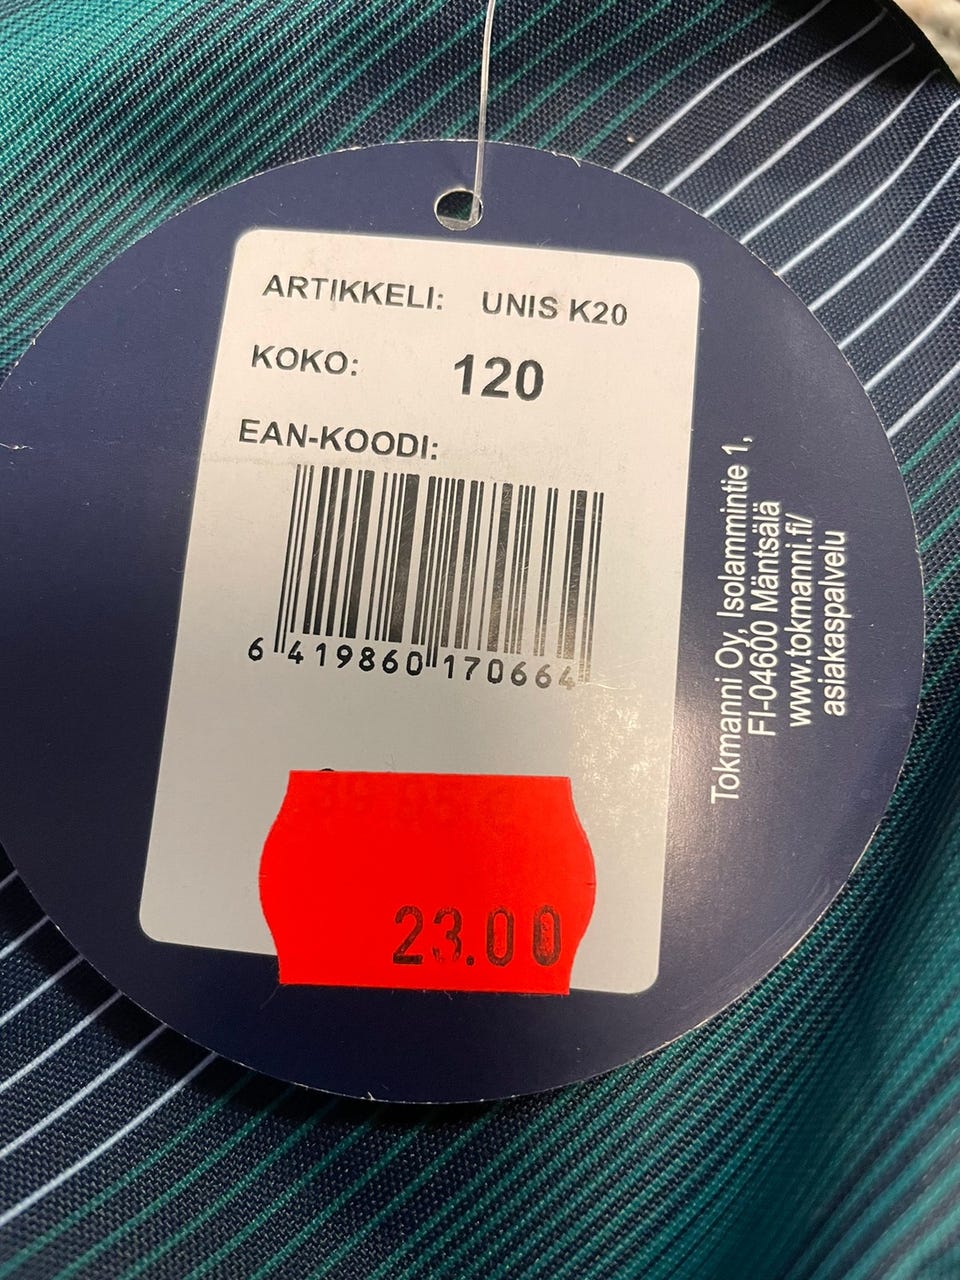 ARTIKKELI: UNIS K20
KOKO: 120
EAN-KOODI:
6 419860 170664
23.00
Tokmanni Oy, Isolammintie 1,
FI-04600 Mäntsälä
www.tokmanni.fi/
asiakaspalvelu